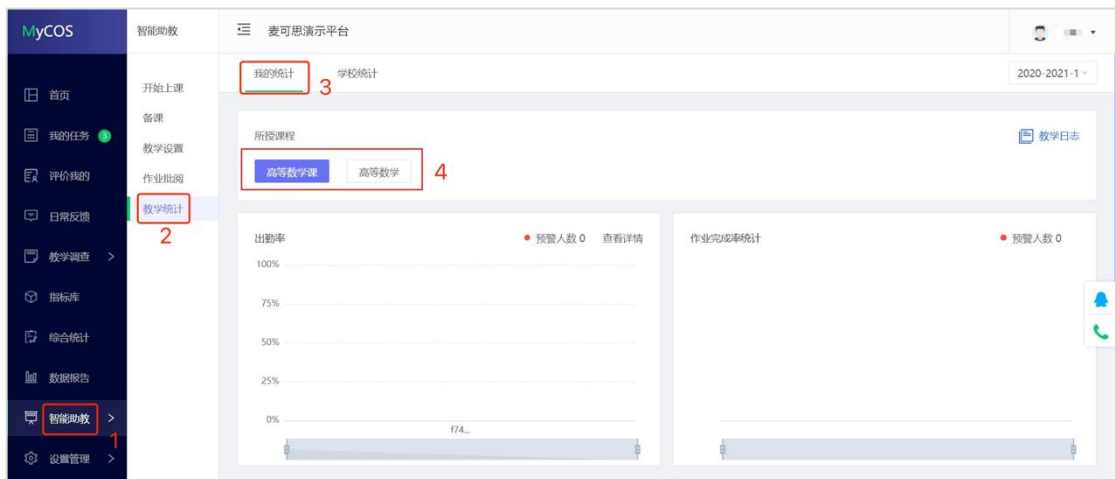 MyCOS
智能助教
麦可思演示平台
首页
我的任务 3
评价我的
日常反馈
教学调查 >
指标库
综合统计
数据报告
智能助教 >
1
设置管理 >
开始上课
备课
教学设置
作业批阅
教学统计
2
我的统计
3
学校统计
2020-2021-1
所授课程
教学日志
高等数学课
高等数学
4
出勤率
预警人数 0
查看详情
100%
75%
50%
25%
0%
f74...
作业完成率统计
预警人数 0